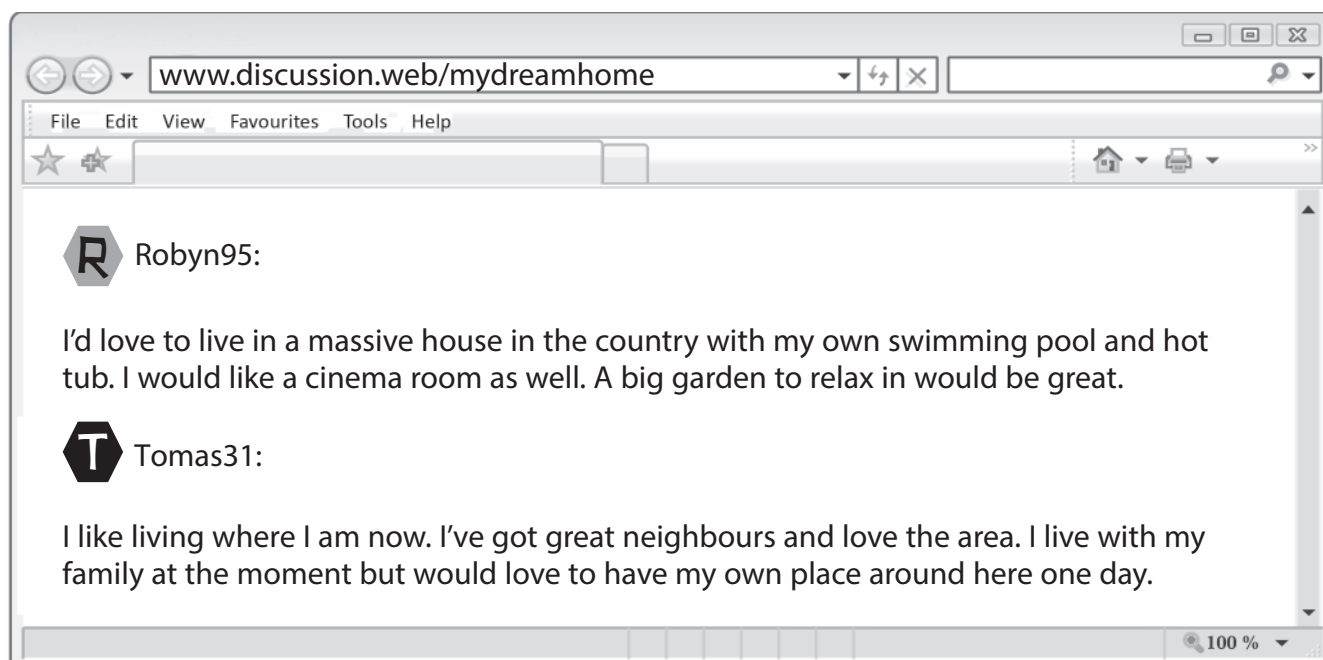 www.discussion.web/mydreamhome
File Edit View Favourites Tools Help
R Robyn95:
I'd love to live in a massive house in the country with my own swimming pool and hot
tub. I would like a cinema room as well. A big garden to relax in would be great.
T Tomas31:
I like living where I am now. I've got great neighbours and love the area. I live with my
family at the moment but would love to have my own place around here one day.
100 %